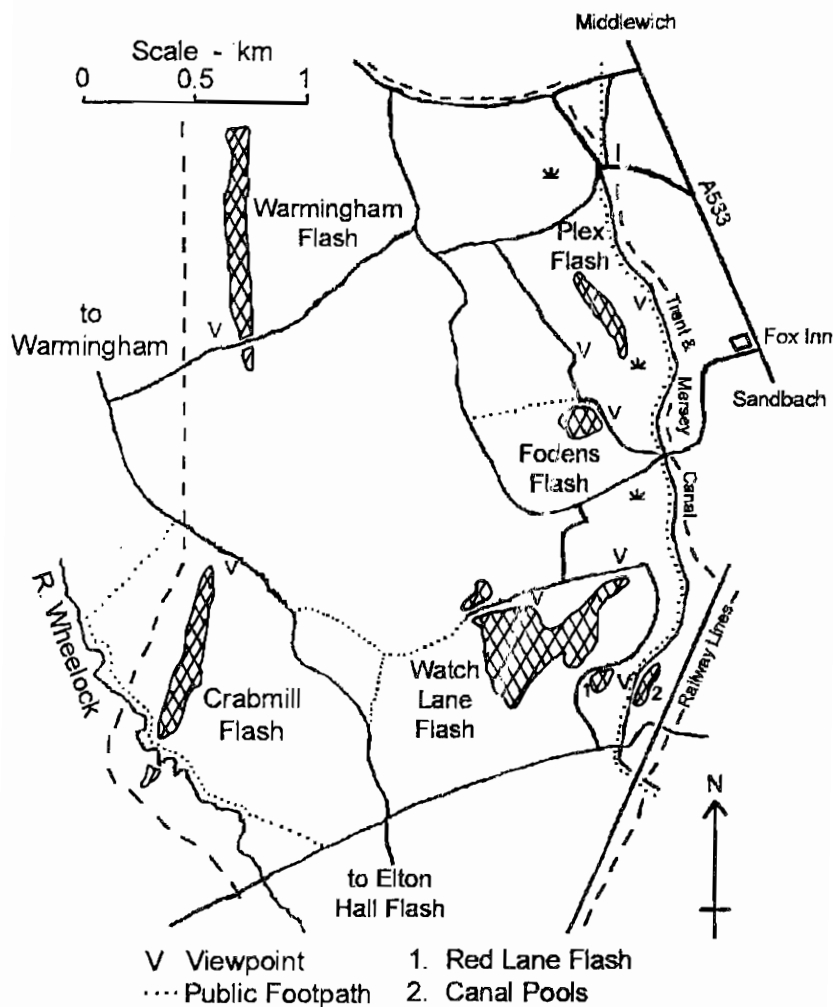 Middlewich
Scale - km
0 0.5 1
Warmingham
Flash
A533
Plex
Flash
to
Warmingham
V
V
V
Trent &
Mersey
Canal
Fox Inn
Sandbach
V
Fodens
Flash
V
V
V
R. Wheelock
Crabmill
Flash
Watch
Lane
Flash
1
V
2
Railway Lines
N
to Elton
Hall Flash
V Viewpoint
1. Red Lane Flash
.... Public Footpath
2. Canal Pools